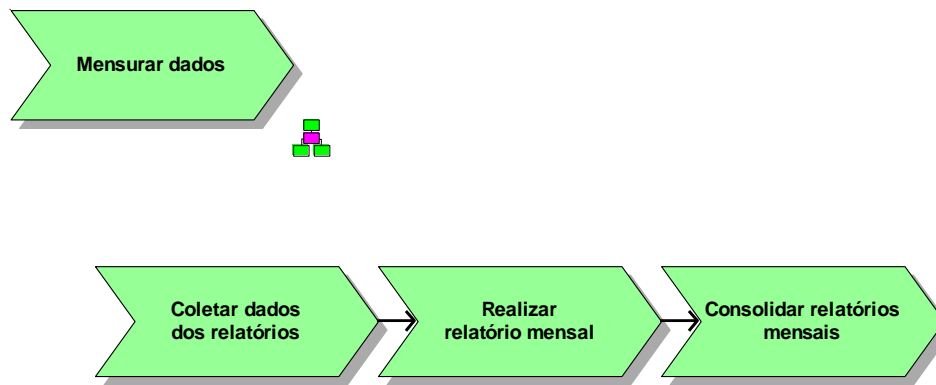 Mensurar dados
Coletar dados
dos relatórios
Realizar
relatório mensal
Consolidar relatórios
mensais